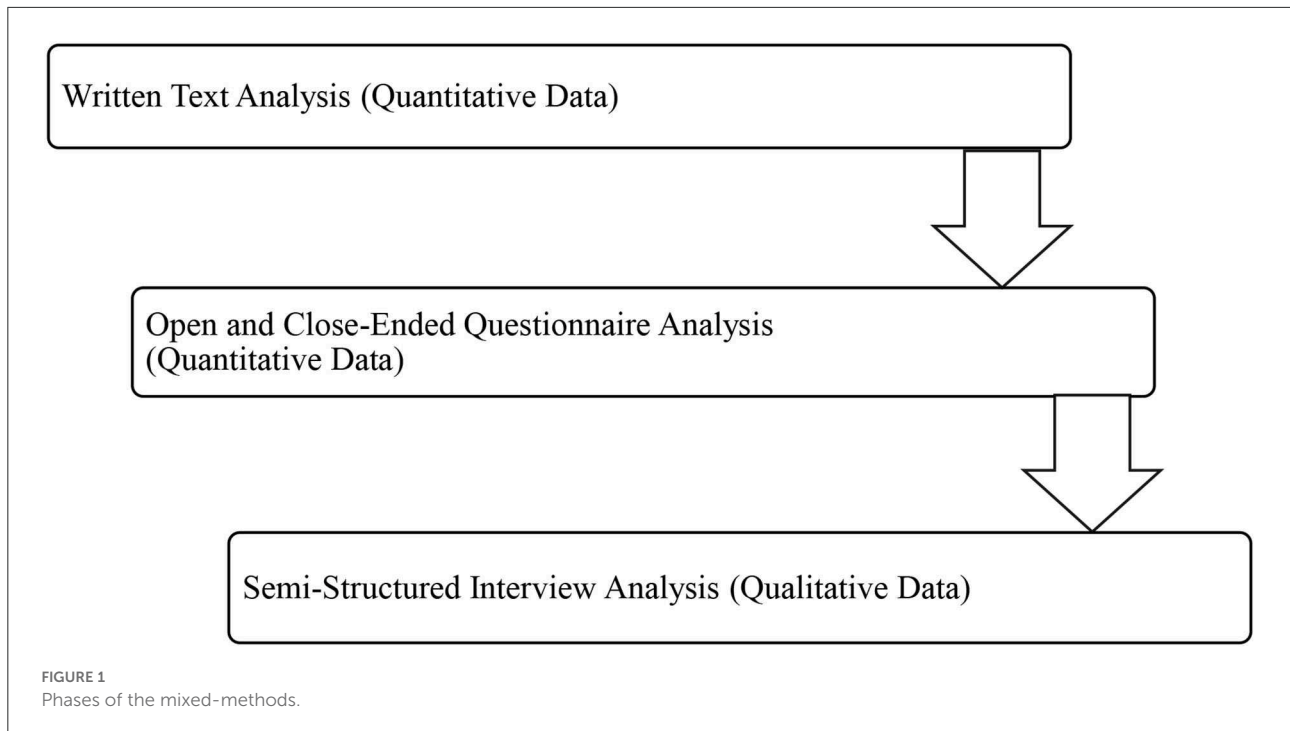 Written Text Analysis (Quantitative Data)
Open and Close-Ended Questionnaire Analysis
(Quantitative Data)
Semi-Structured Interview Analysis (Qualitative Data)
FIGURE 1
Phases of the mixed-methods.